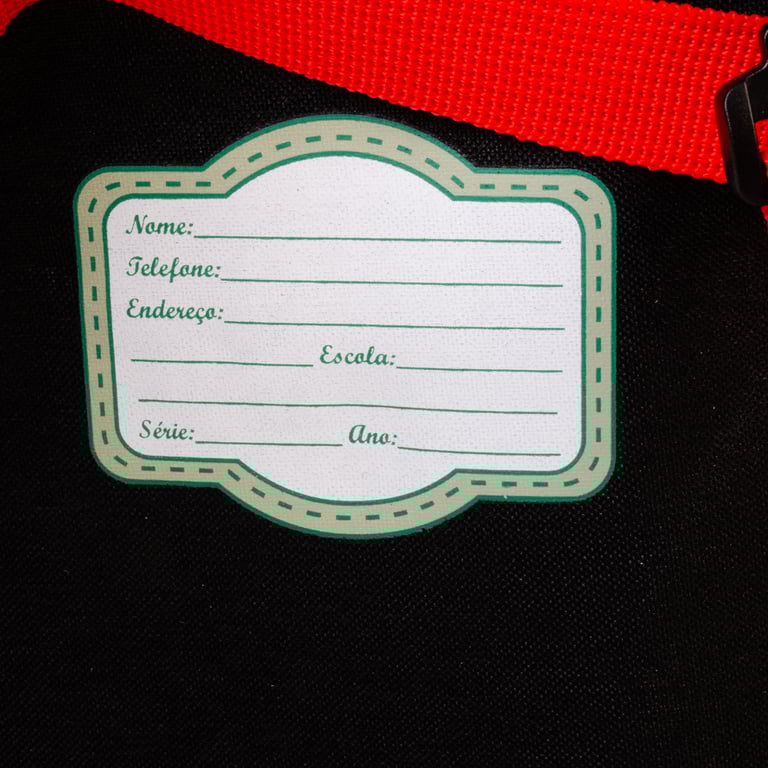 Nome:
Telefone:
Endereço:
Escola:
Série: Ano: